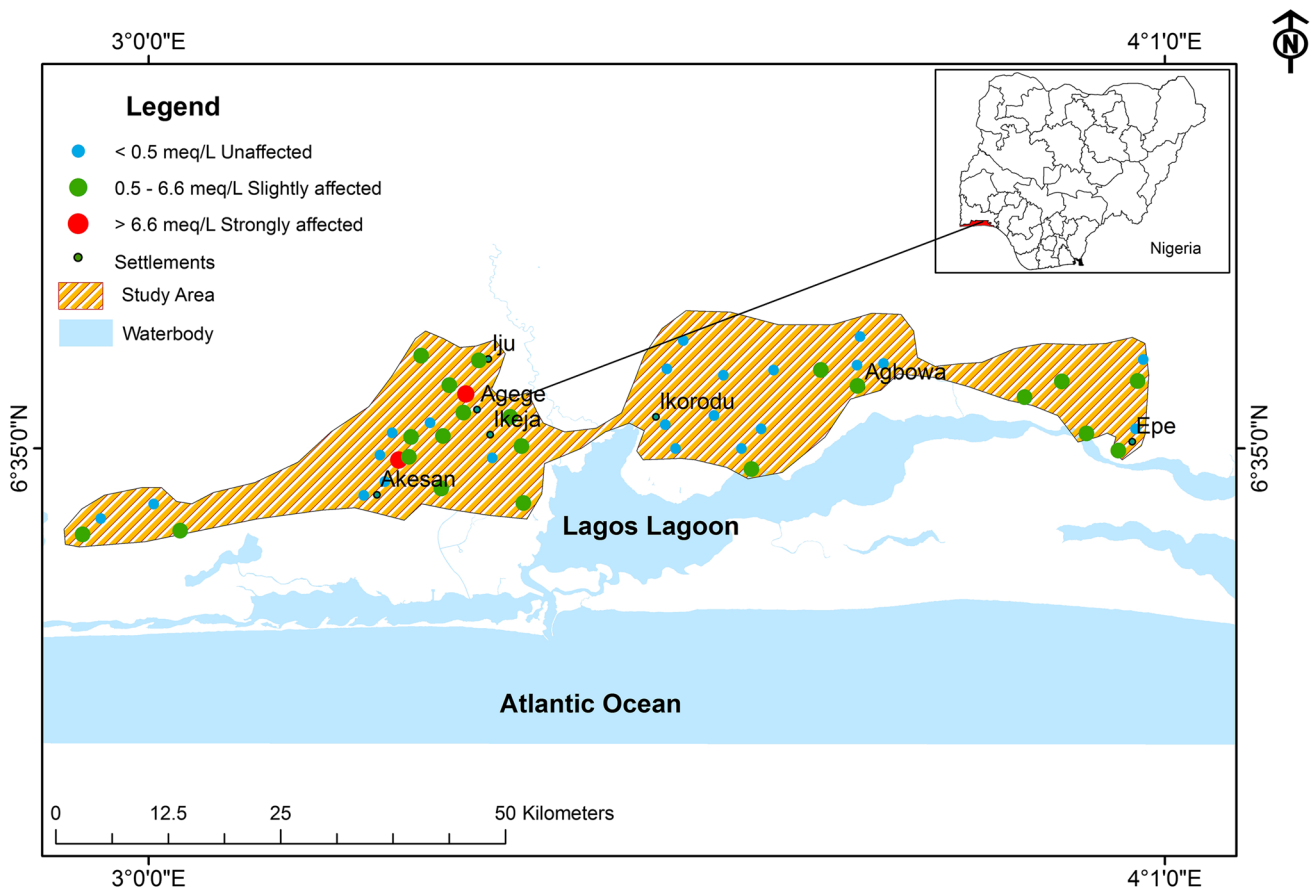 N
3°0'0"E
4°1'0"E
Legend
< 0.5 meq/L Unaffected
0.5 - 6.6 meq/L Slightly affected
> 6.6 meq/L Strongly affected
Settlements
Study Area
Waterbody
Nigeria
Iju
Agege
Ikeja
Akesan
Ikorodu
Agbowa
Epe
6°35'0"N
6°35'0"N
Lagos Lagoon
Atlantic Ocean
0 12.5 25 50 Kilometers
3°0'0"E
4°1'0"E